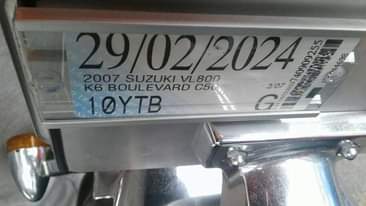 29/02/2024
2007 SUZUKI VL800
K6 BOULEVARD C50
10YTB G